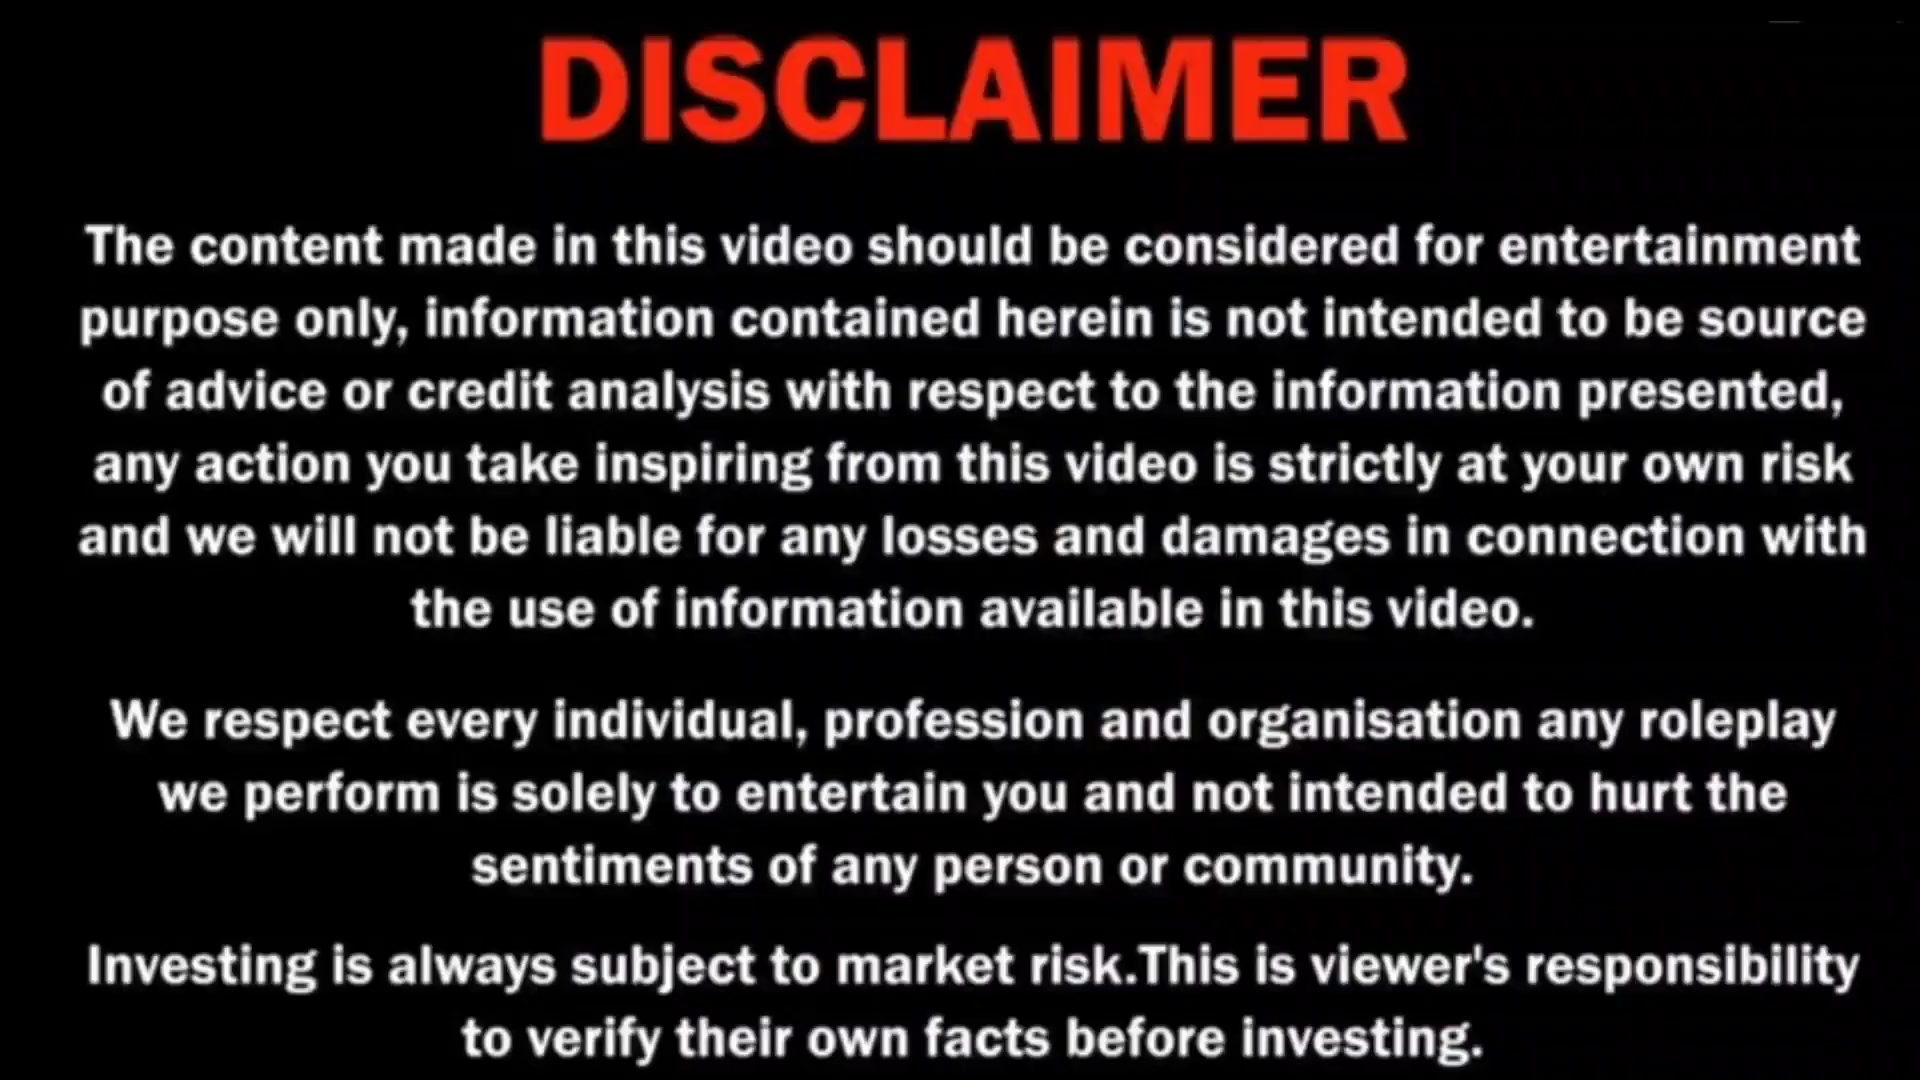 DISCLAIMER
The content made in this video should be considered for entertainment
purpose only, information contained herein is not intended to be source
of advice or credit analysis with respect to the information presented,
any action you take inspiring from this video is strictly at your own risk
and we will not be liable for any losses and damages in connection with
the use of information available in this video.
We respect every individual, profession and organisation any roleplay
we perform is solely to entertain you and not intended to hurt the
sentiments of any person or community.
Investing is always subject to market risk.This is viewer's responsibility
to verify their own facts before investing.